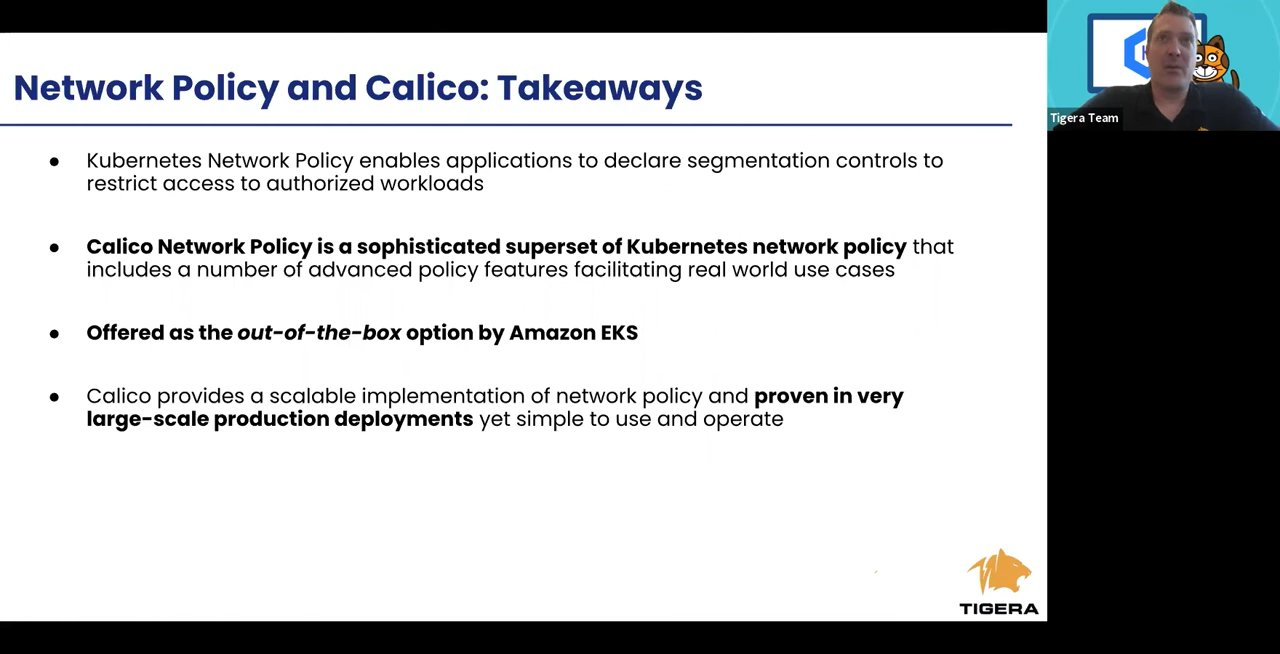 Network Policy and Calico: Takeaways
● Kubernetes Network Policy enables applications to declare segmentation controls to
restrict access to authorized workloads
● Calico Network Policy is a sophisticated superset of Kubernetes network policy that
includes a number of advanced policy features facilitating real world use cases
● Offered as the out-of-the-box option by Amazon EKS
● Calico provides a scalable implementation of network policy and proven in very
large-scale production deployments yet simple to use and operate
TIGERA
Tigera Team